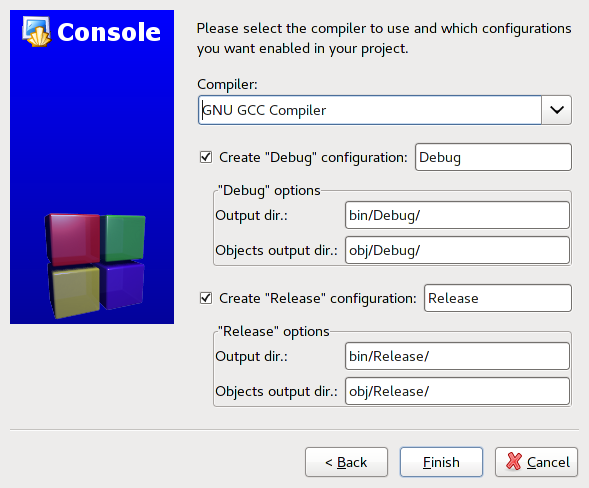 Console
Please select the compiler to use and which configurations
you want enabled in your project.
Compiler:
GNU GCC Compiler
Create "Debug" configuration: Debug
"Debug" options
Output dir.: bin/Debug/
Objects output dir.: obj/Debug/
Create "Release" configuration: Release
"Release" options
Output dir.: bin/Release/
Objects output dir.: obj/Release/
< Back Finish Cancel